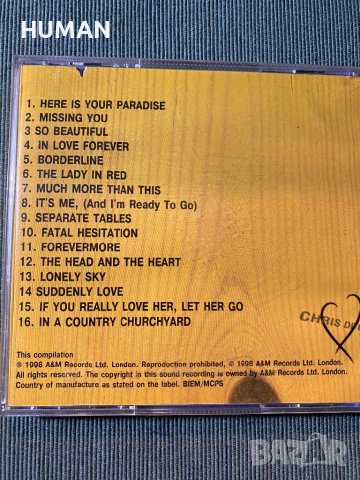 HUMAN
1. HERE IS YOUR PARADISE
2. MISSING YOU
3 SO BEAUTIFUL
4. iN LOVE FOREVER
5. BORDERLINE
6. THE LADY IN RED
7. MUCH MORE THAN THIS
8. IT'S ME, (And I'm Ready To Go)
9. SEPARATE TABLES
10. FATAL HESITATION
11. FOREVERMORE
12. THE HEAD AND THE HEART
13. LONELY SKY
14 SUDDENLY LOVE
15. IF YOU REALLY LOVE HER, LET HER GO
16. IN A COUNTRY CHURCHYARD
CHRIS
This compilation
℗ 1998 A&M Records Ltd. London. Reproduction prohibited, © 1998 A&M Records Ltd. London.
All rights reserved. The copyright in this sound recording is owned by A&M Records Ltd. London.
Country of manufacture as stated on the label. BIEM/MCPS
BAZAR